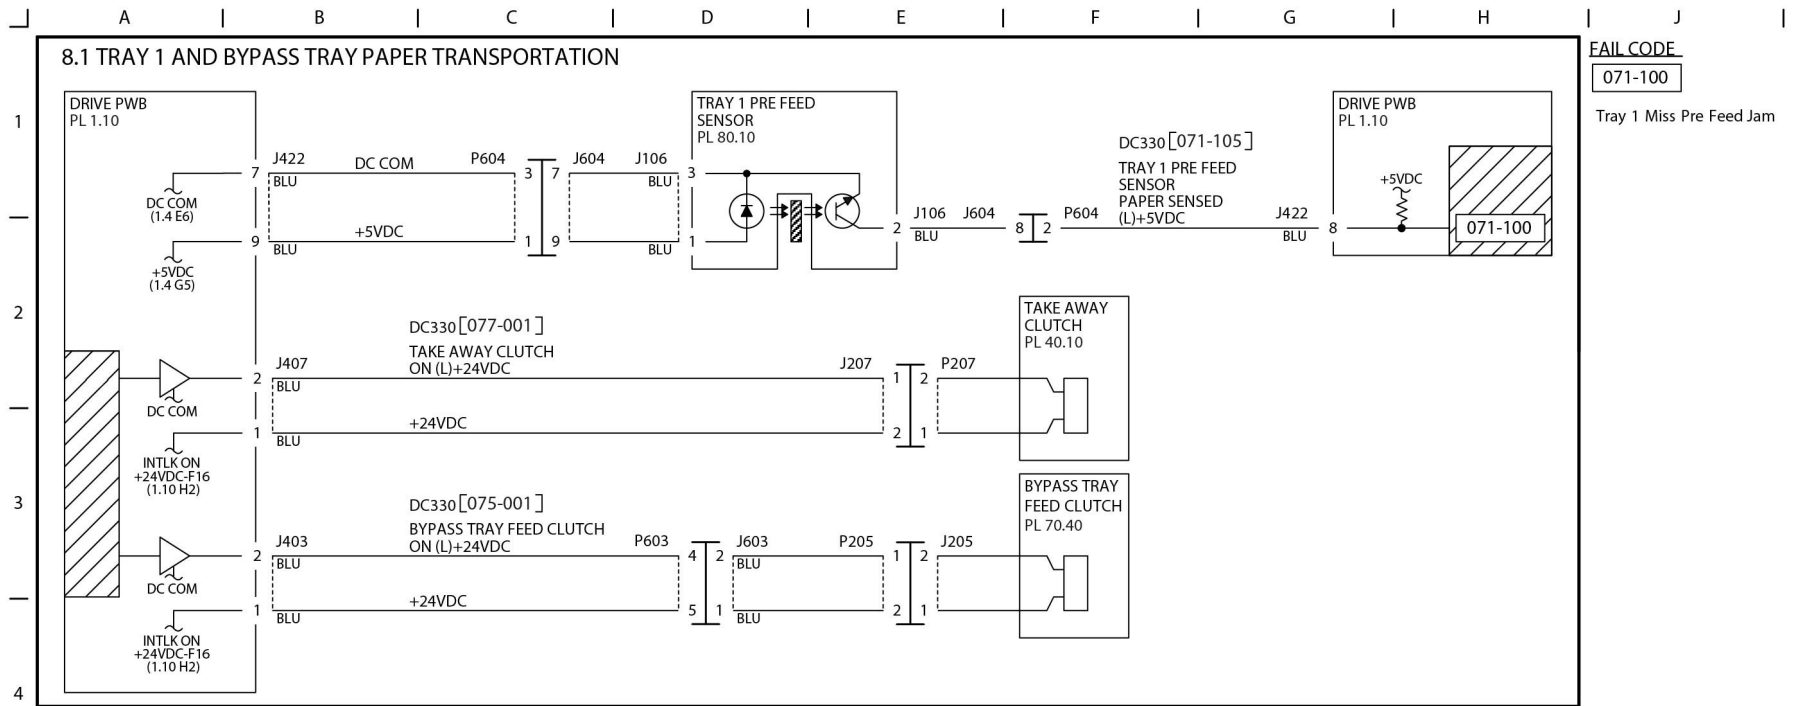 A B C D E F G H J
8.1 TRAY 1 AND BYPASS TRAY PAPER TRANSPORTATION
FAIL CODE
071-100
Tray 1 Miss Pre Feed Jam
1
DRIVE PWB
PL 1.10
TRAY 1 PRE FEED
SENSOR
PL 80.10
DRIVE PWB
PL 1.10
DC330 [071-105]
TRAY 1 PRE FEED
SENSOR
PAPER SENSED
(L)+5VDC
7 J422 DC COM P604 3 7 J604 J106 3
BLU BLU
DC COM
(1.4 E6)
+5VDC
2 J106 J604 8 2 P604 J422 8
BLU BLU
071-100
9 +5VDC 1 9 1
BLU BLU
+5VDC
(1.4 G5)
2
TAKE AWAY
CLUTCH
PL 40.10
DC330 [077-001]
TAKE AWAY CLUTCH
ON (L)+24VDC
2 J407 J207 1 2 P207
BLU
DC COM
1 +24VDC 2 1
BLU
INTLK ON
+24VDC-F16
(1.10 H2)
3
BYPASS TRAY
FEED CLUTCH
PL 70.40
DC330 [075-001]
BYPASS TRAY FEED CLUTCH
ON (L)+24VDC
2 J403 P603 4 2 J603 P205 1 2 J205
BLU BLU
DC COM
1 +24VDC 5 1 2 1
BLU BLU
INTLK ON
+24VDC-F16
(1.10 H2)
4